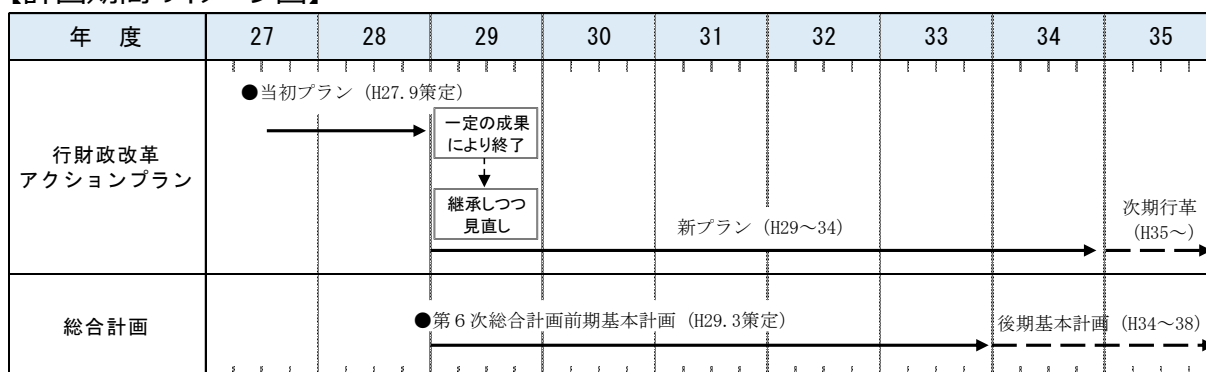 【計画期間のイメージ図】
年 度 27 28 29 30 31 32 33 34 35
●当初プラン (H27.9策定)
一定の成果
により終了
行財政改革
アクションプラン
継承しつつ
見直し
新プラン (H29～34)
次期行革
(H35～)
総合計画
●第6次総合計画前期基本計画 (H29.3策定)
後期基本計画 (H34～38)